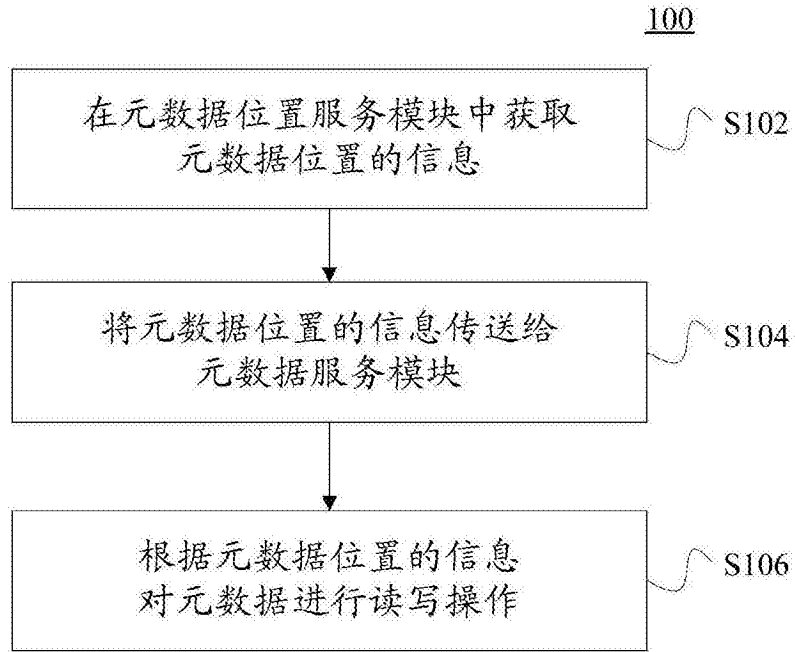 100
在元数据位置服务模块中获取
元数据位置的信息
S102
将元数据位置的信息传送给
元数据服务模块
S104
根据元数据位置的信息
对元数据进行读写操作
S106